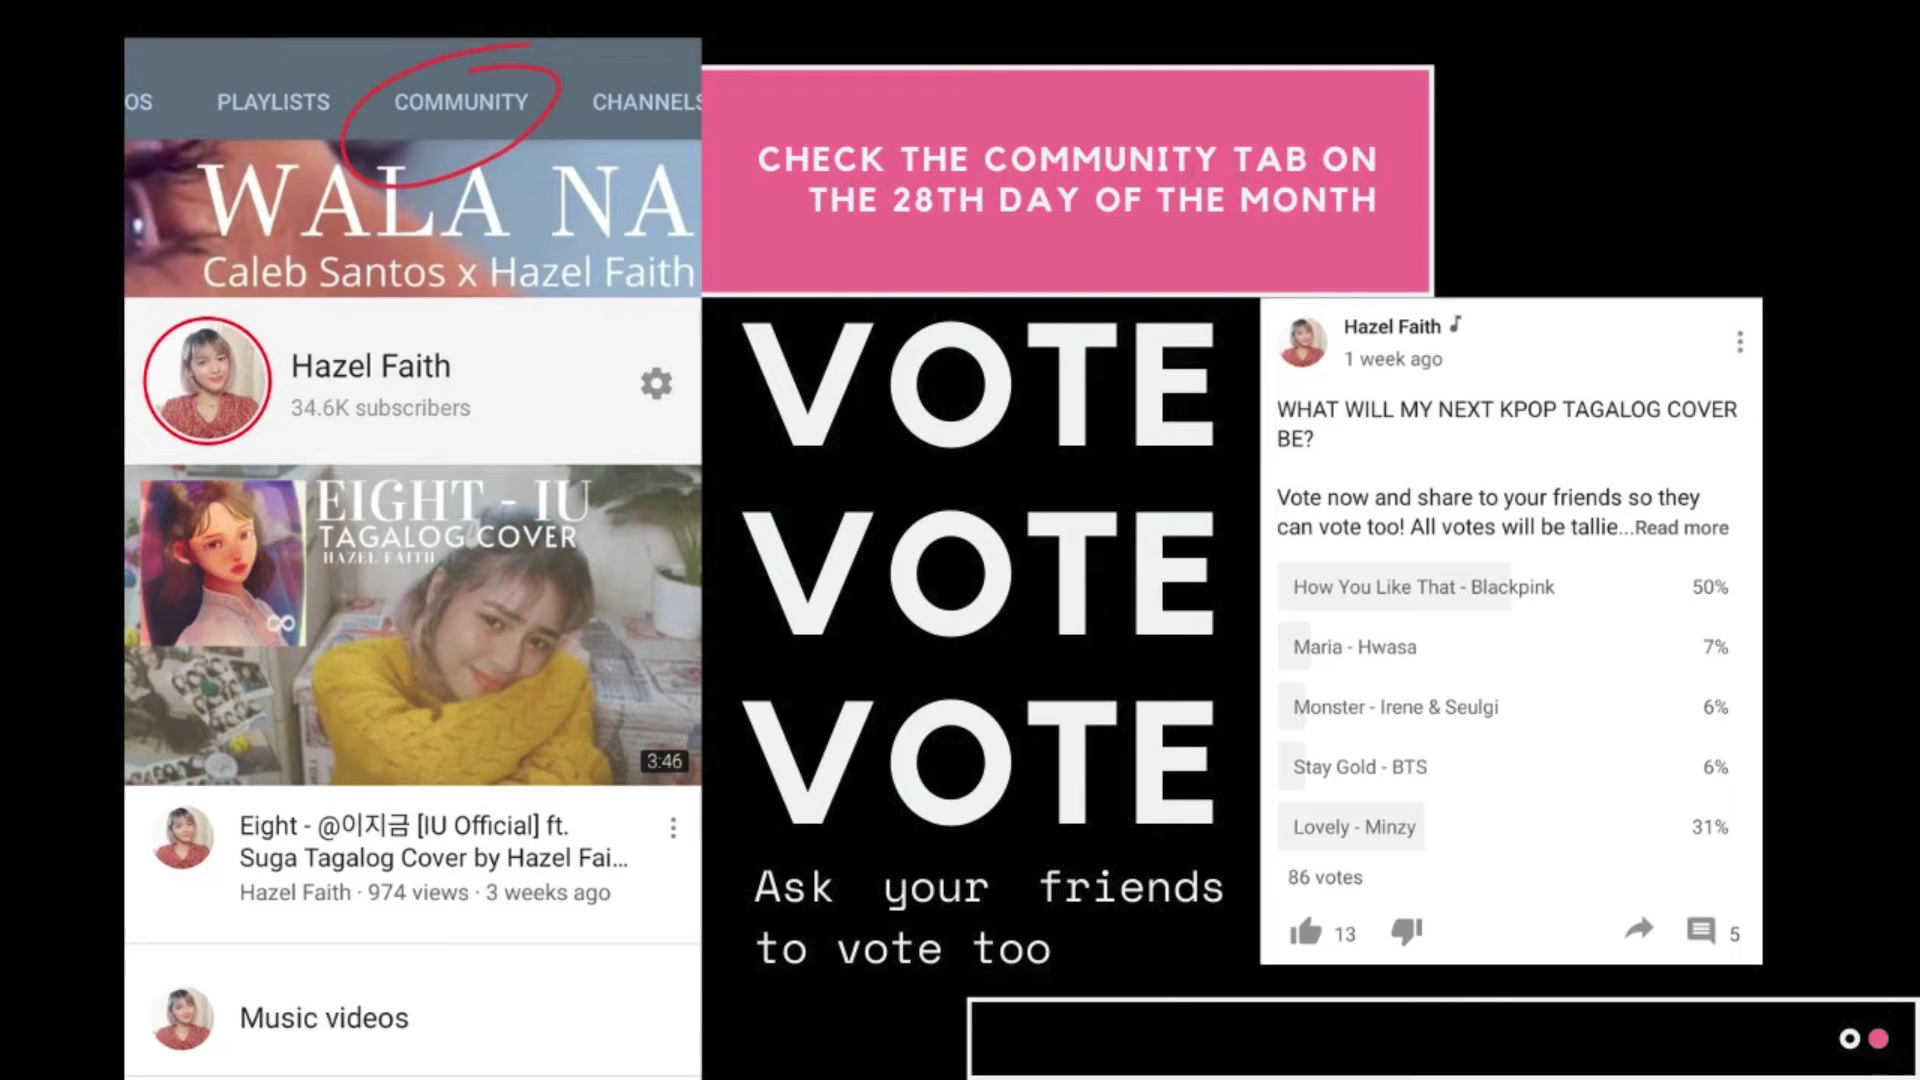 OS PLAYLISTS COMMUNITY CHANNELS
WALA NA
Caleb Santos x Hazel Faith
Hazel Faith
34.6K subscribers
EIGHT - IU
TAGALOG COVER
HAZEL FAITH
3:46
Eight - @이지금 [IU Official] ft.
Suga Tagalog Cover by Hazel Fai...
Hazel Faith · 974 views · 3 weeks ago
Music videos
CHECK THE COMMUNITY TAB ON
THE 28TH DAY OF THE MONTH
VOTE
VOTE
VOTE
Ask your friends
to vote too
Hazel Faith
1 week ago
WHAT WILL MY NEXT KPOP TAGALOG COVER
BE?
Vote now and share to your friends so they
can vote too! All votes will be tallie...Read more
How You Like That - Blackpink 50%
Maria - Hwasa 7%
Monster - Irene & Seulgi 6%
Stay Gold - BTS 6%
Lovely - Minzy 31%
86 votes
13 5